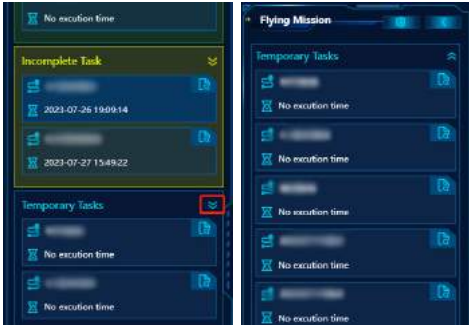 No excution time
Incomplete Task
2023-07-26 19:09:14
2023-07-27 15:49:22
Temporary Tasks
No excution time
No excution time
Flying Mission
Temporary Tasks
No excution time
No excution time
No excution time
No excution time
No excution time